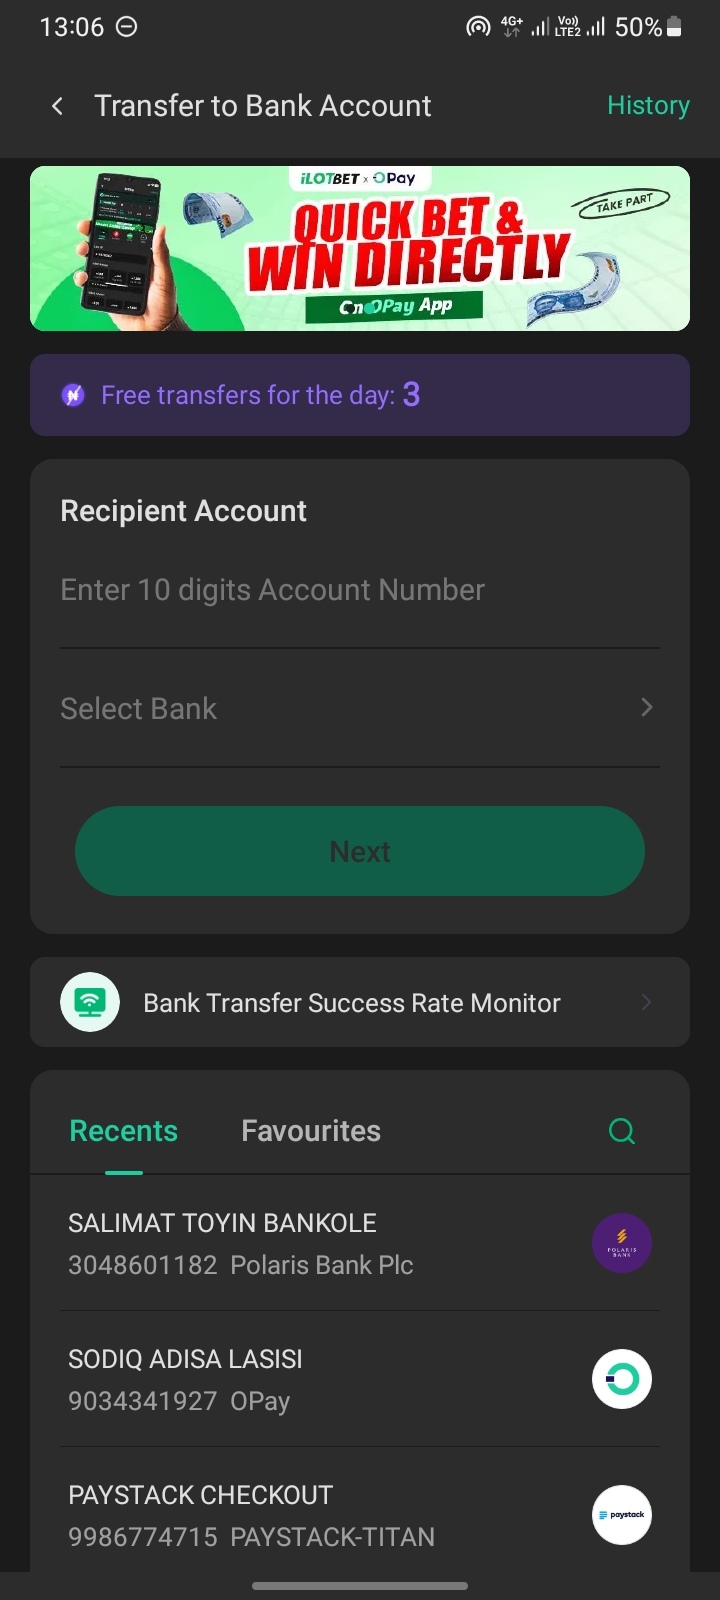 13:06
4G+
Vo))
LTE2
50%
Transfer to Bank Account
History
iLOTBET x OPay
QUICK BET &
WIN DIRECTLY
On OPay App
TAKE PART
Free transfers for the day: 3
Recipient Account
Enter 10 digits Account Number
Select Bank
Next
Bank Transfer Success Rate Monitor
Recents
Favourites
SALIMAT TOYIN BANKOLE
3048601182 Polaris Bank Plc
POLARIS
BANK
SODIQ ADISA LASISI
9034341927 OPay
PAYSTACK CHECKOUT
9986774715 PAYSTACK-TITAN
paystack